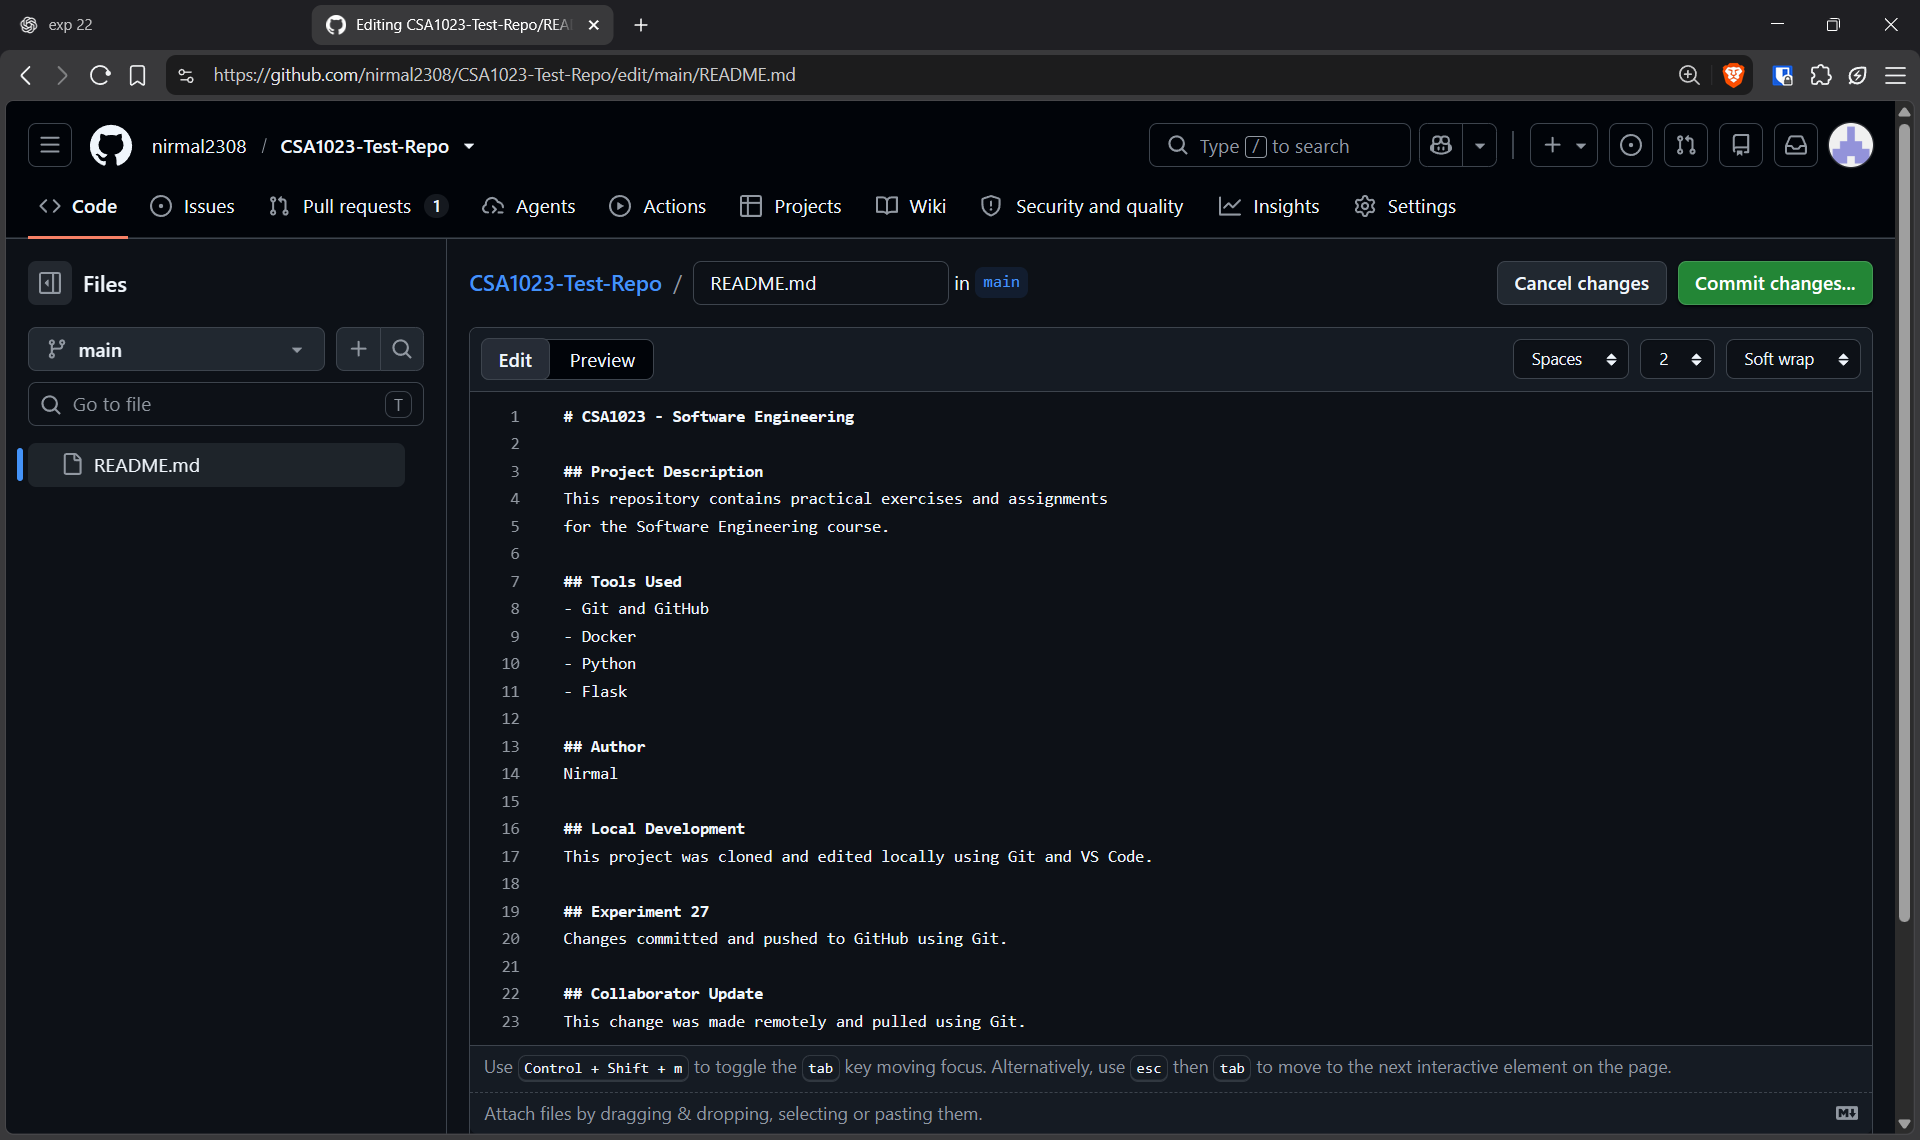 exp 22
Editing CSA1023-Test-Repo/REA
https://github.com/nirmal2308/CSA1023-Test-Repo/edit/main/README.md
nirmal2308 / CSA1023-Test-Repo
Type / to search
Code
Issues
Pull requests 1
Agents
Actions
Projects
Wiki
Security and quality
Insights
Settings
Files
main
Go to file T
README.md
CSA1023-Test-Repo / README.md in main
Cancel changes
Commit changes...
Edit
Preview
Spaces
2
Soft wrap
1 # CSA1023 - Software Engineering
2
3 ## Project Description
4 This repository contains practical exercises and assignments
5 for the Software Engineering course.
6
7 ## Tools Used
8 - Git and GitHub
9 - Docker
10 - Python
11 - Flask
12
13 ## Author
14 Nirmal
15
16 ## Local Development
17 This project was cloned and edited locally using Git and VS Code.
18
19 ## Experiment 27
20 Changes committed and pushed to GitHub using Git.
21
22 ## Collaborator Update
23 This change was made remotely and pulled using Git.
Use Control + Shift + m to toggle the tab key moving focus. Alternatively, use esc then tab to move to the next interactive element on the page.
Attach files by dragging & dropping, selecting or pasting them.